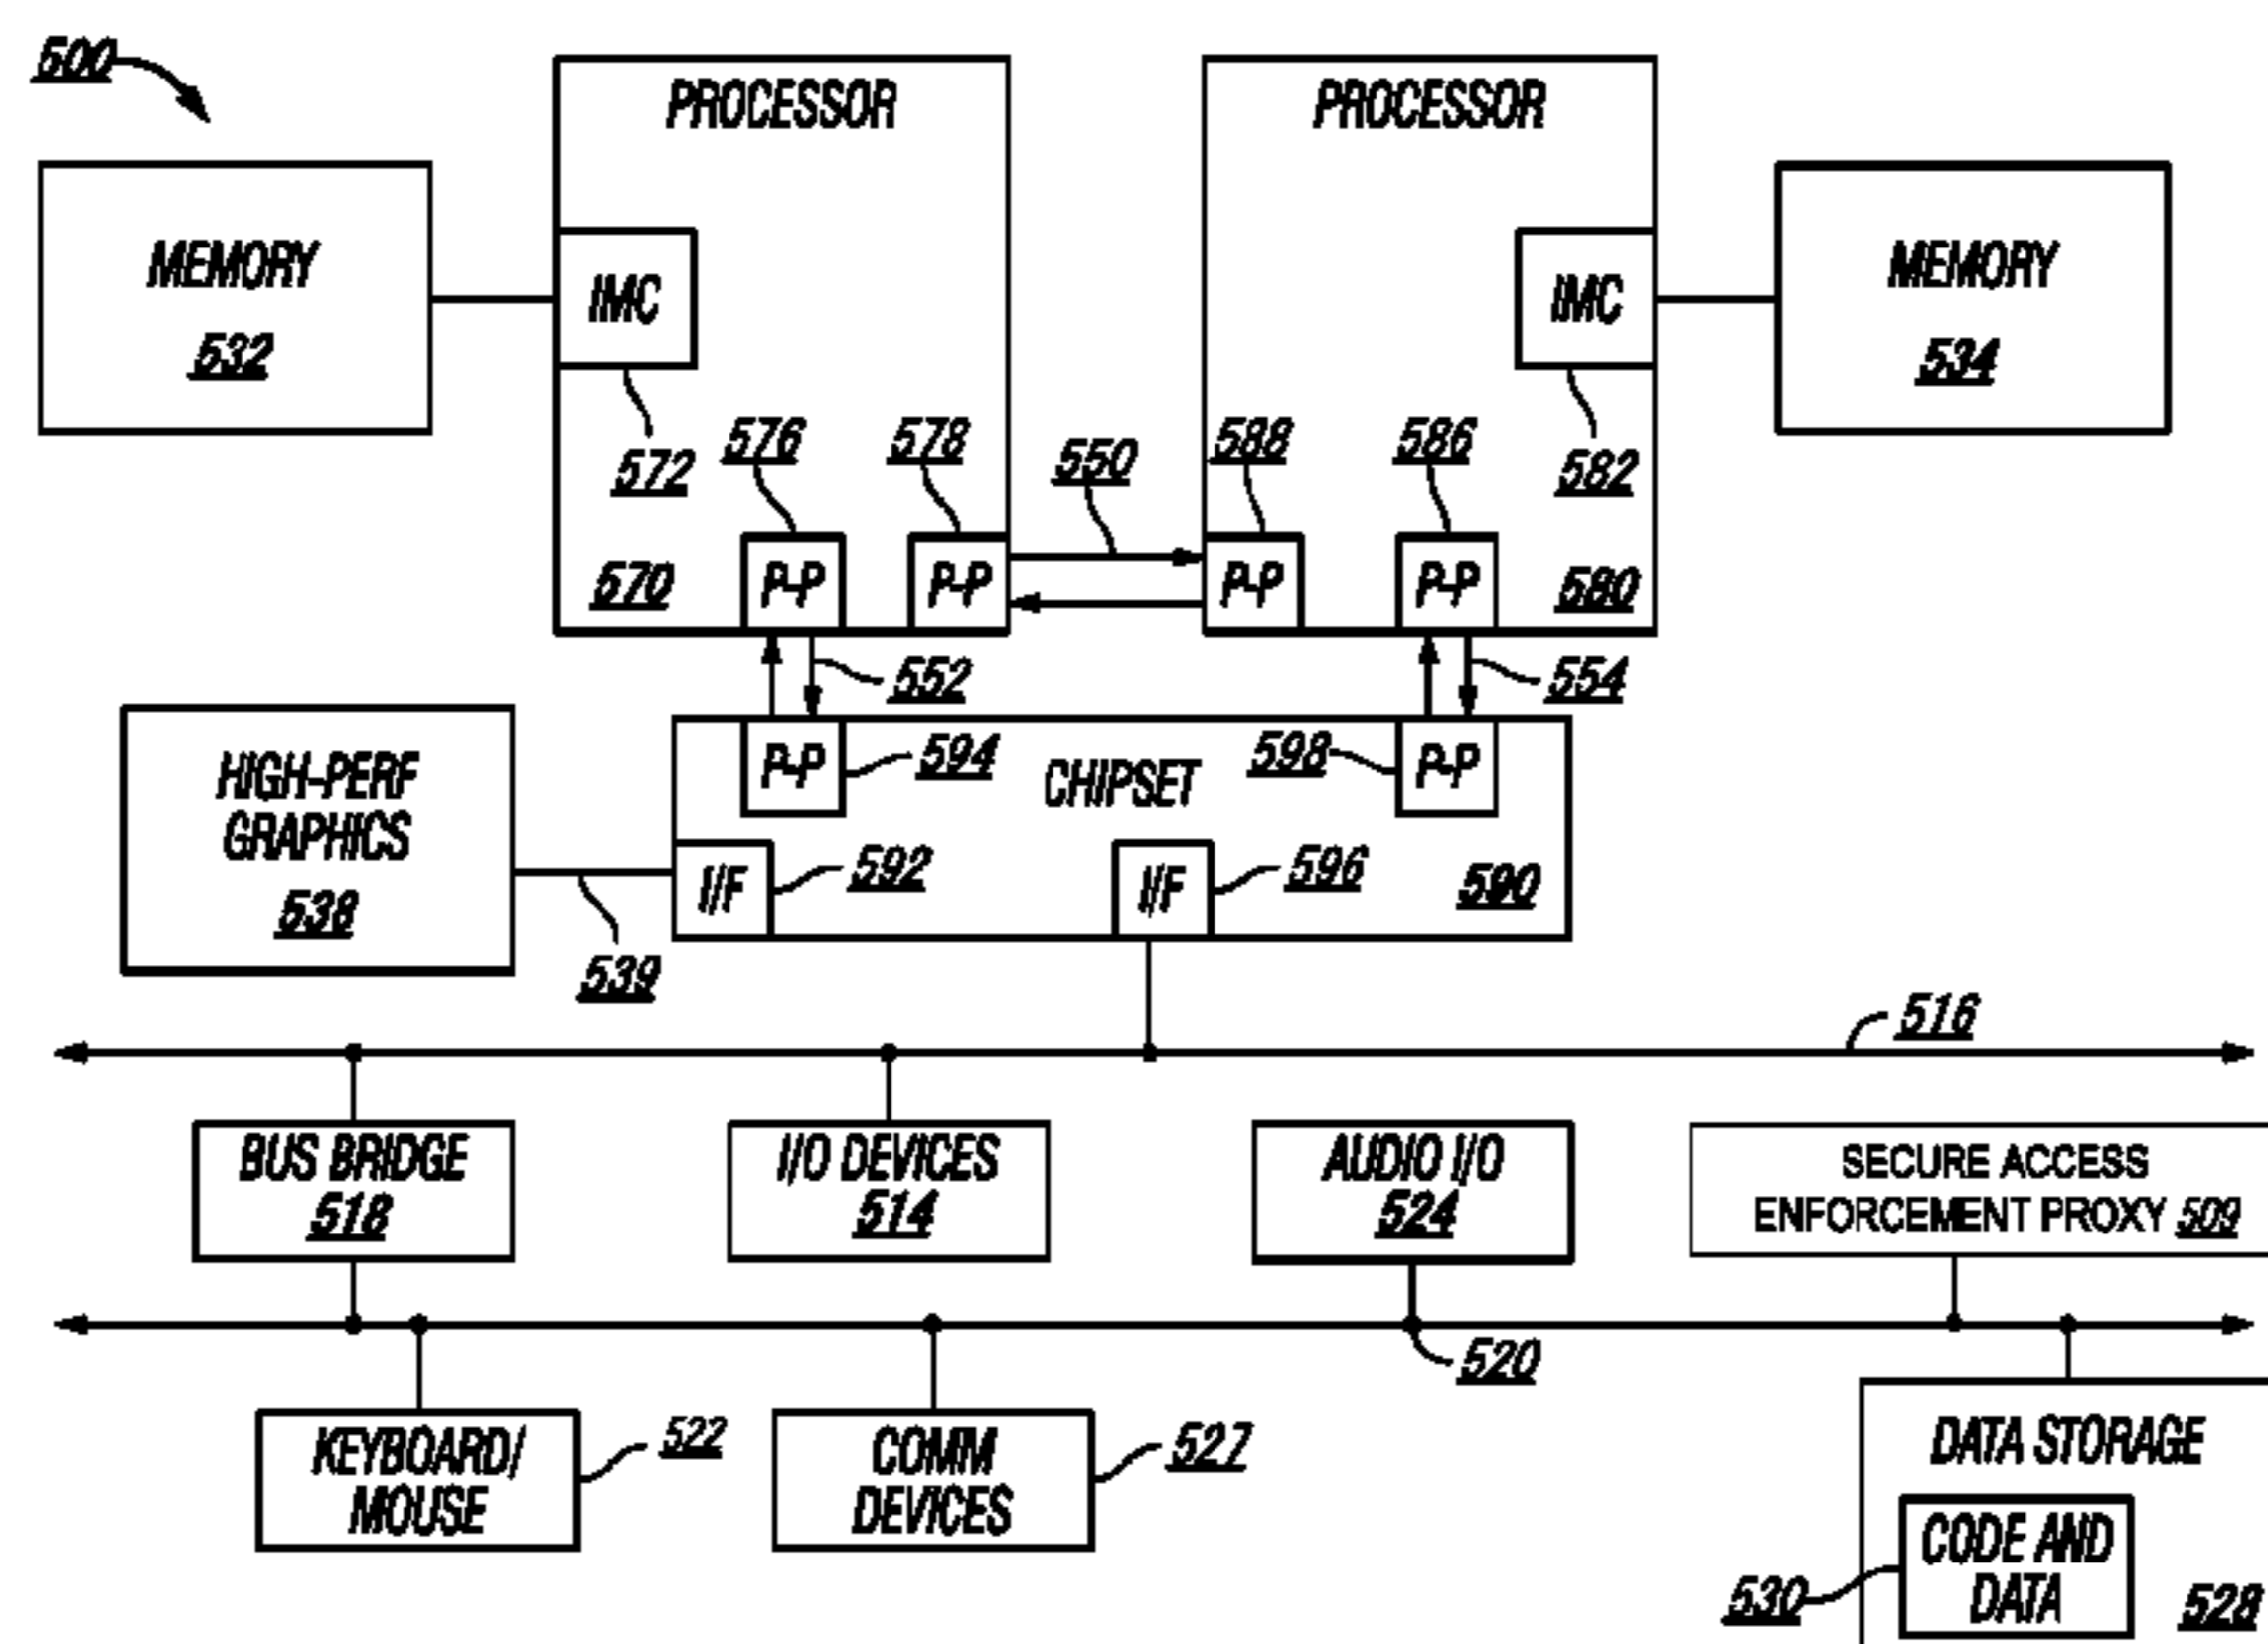 500
PROCESSOR
PROCESSOR
MEMORY
532
IMC
IMC
MEMORY
534
572
576
578
550
588
586
582
570
P-P
P-P
P-P
P-P
580
552
554
HIGH-PERF
GRAPHICS
538
P-P
594
CHIPSET
598
P-P
I/F
592
I/F
596
590
539
516
BUS BRIDGE
518
I/O DEVICES
514
AUDIO I/O
524
SECURE ACCESS
ENFORCEMENT PROXY 509
520
KEYBOARD/
MOUSE
522
COMM
DEVICES
527
DATA STORAGE
CODE AND
DATA
530
528